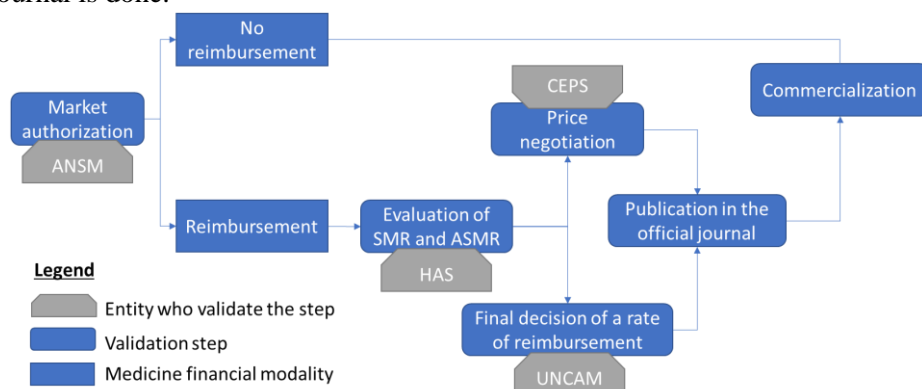 ournal is done.
No
reimbursement
CEPS
Commercialization
Market
authorization
Price
negotiation
ANSM
Reimbursement
Evaluation of
SMR and ASMR
Publication in the
official journal
HAS
Legend
Entity who validate the step
Final decision of a rate
of reimbursement
Validation step
UNCAM
Medicine financial modality